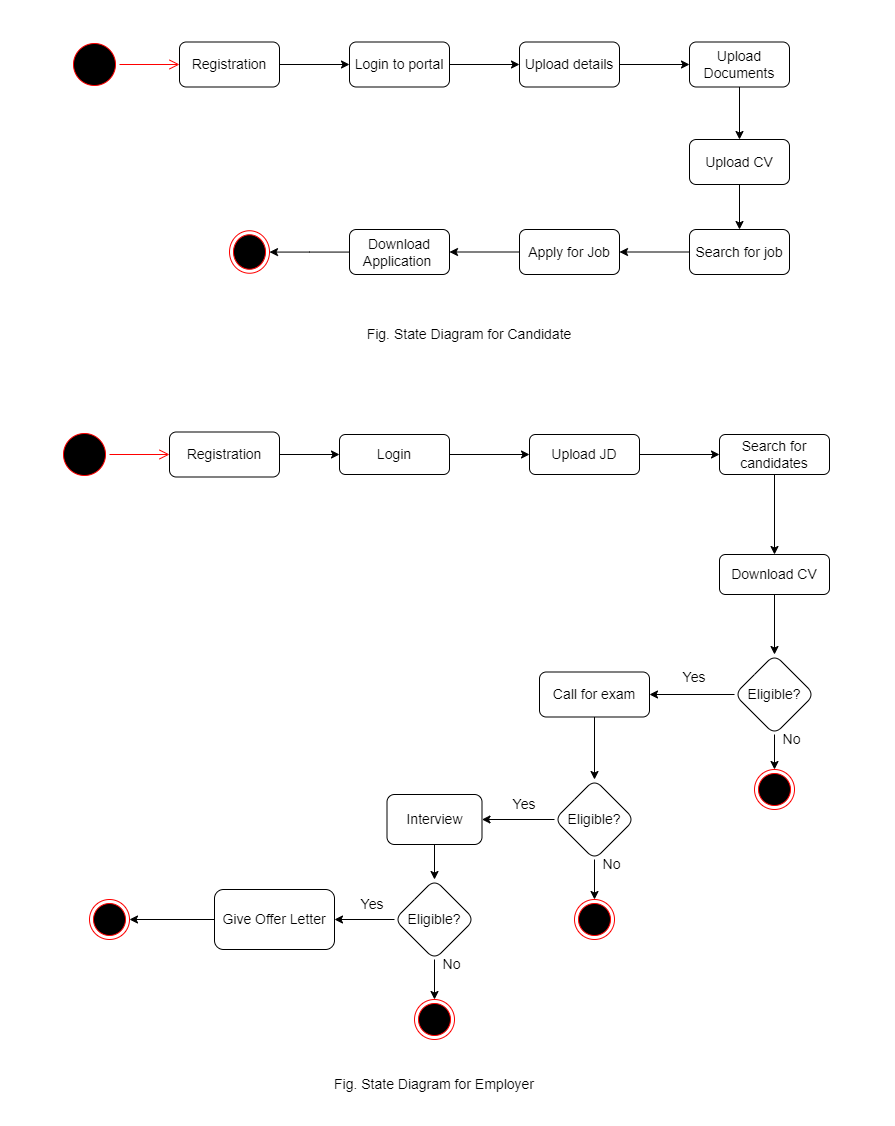 Registration
Login to portal
Upload details
Upload
Documents
Upload CV
Search for job
Apply for Job
Download
Application
Fig. State Diagram for Candidate
Registration
Login
Upload JD
Search for
candidates
Download CV
Eligible?
Yes
No
Call for exam
Eligible?
Yes
No
Interview
Eligible?
Yes
No
Give Offer Letter
Fig. State Diagram for Employer